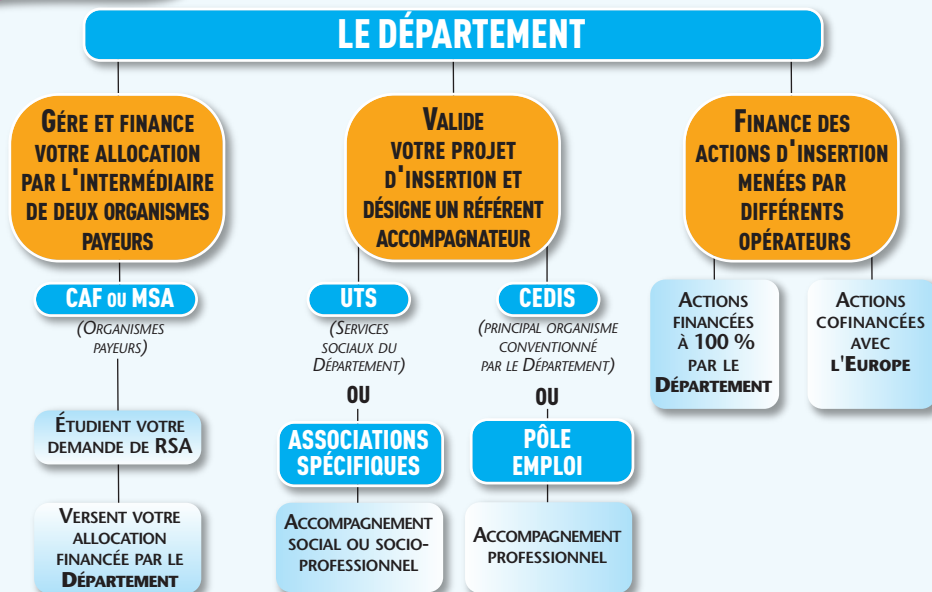 LE DÉPARTEMENT
GÉRE ET FINANCE
VOTRE ALLOCATION
PAR L'INTERMÉDIAIRE
DE DEUX ORGANISMES
PAYEURS
CAF OU MSA
(ORGANISMES
PAYEURS)
ÉTUDIENT VOTRE
DEMANDE DE RSA
VERSENT VOTRE
ALLOCATION
FINANCÉE PAR LE
DÉPARTEMENT
VALIDE
VOTRE PROJET
D'INSERTION ET
DÉSIGNE UN RÉFÉRENT
ACCOMPAGNATEUR
UTS
(SERVICES
SOCIAUX DU
DÉPARTEMENT)
OU
ASSOCIATIONS
SPÉCIFIQUES
ACCOMPAGNEMENT
SOCIAL OU SOCIO-
PROFESSIONNEL
CEDIS
(PRINCIPAL ORGANISME
CONVENTIONNÉ
PAR LE DÉPARTEMENT)
OU
PÔLE
EMPLOI
ACCOMPAGNEMENT
PROFESSIONNEL
FINANCE DES
ACTIONS D'INSERTION
MENÉES PAR
DIFFÉRENTS
OPÉRATEURS
ACTIONS
FINANCÉES
À 100 %
PAR LE
DÉPARTEMENT
ACTIONS
COFINANCÉES
AVEC
L'EUROPE